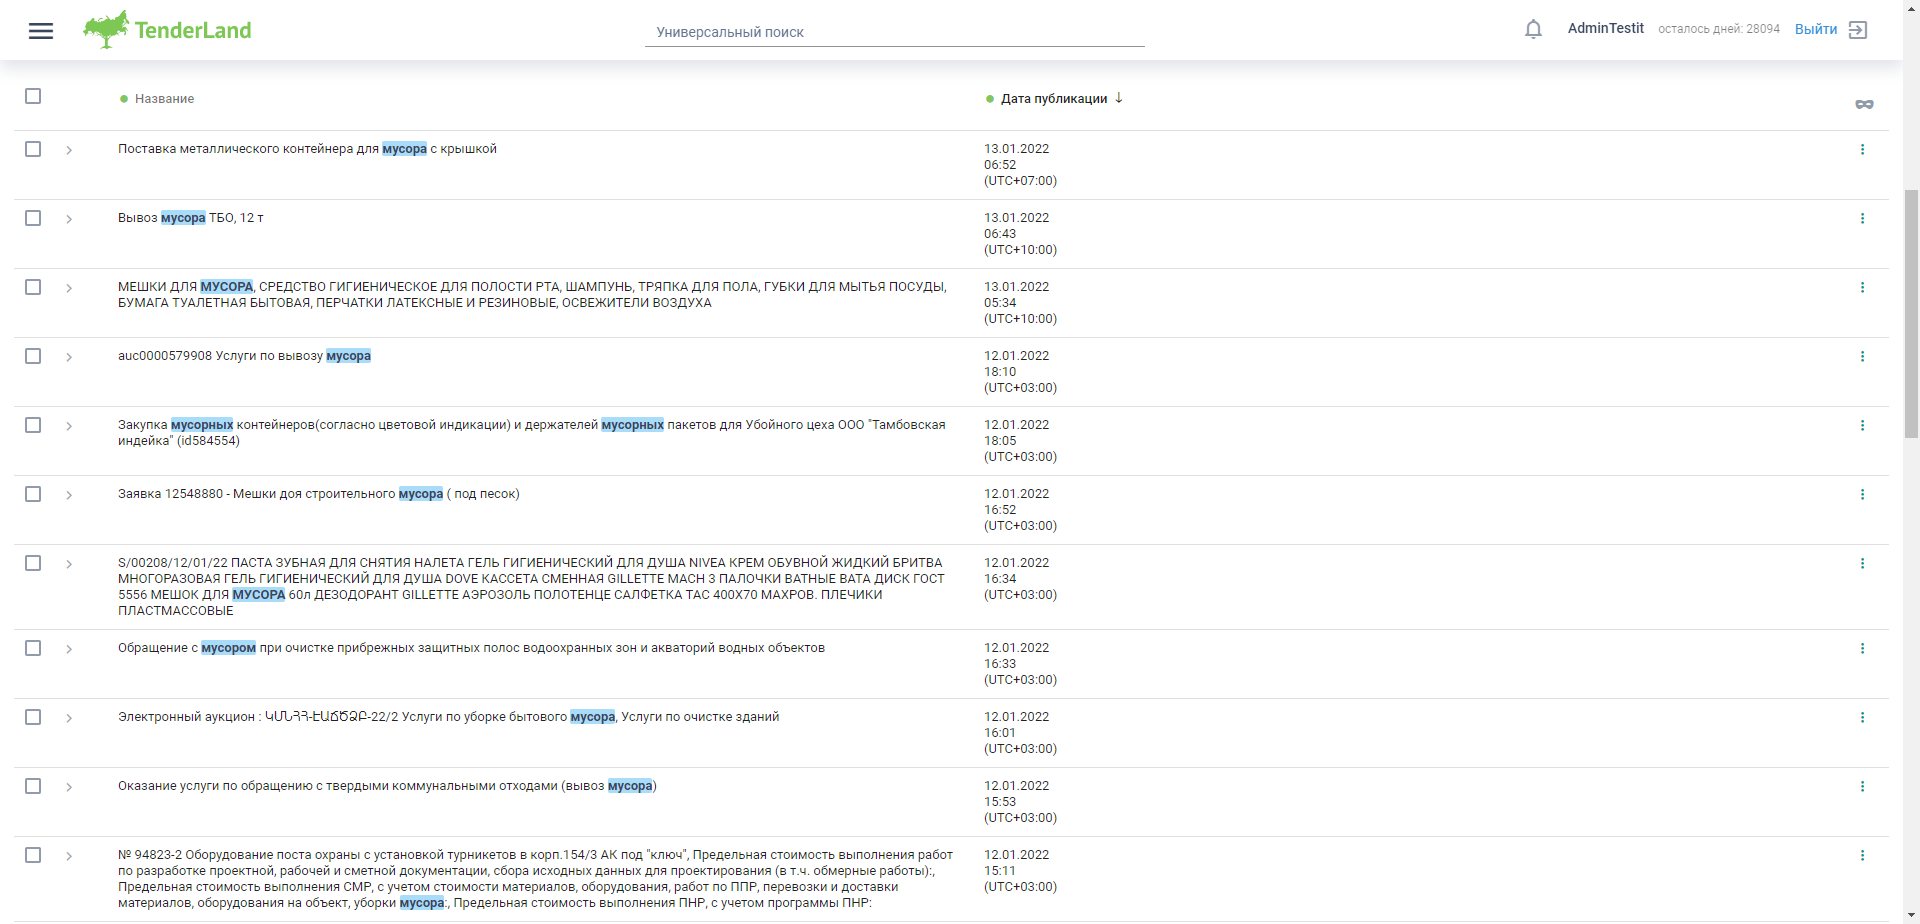 TenderLand
Универсальный поиск
AdminTestit осталось дней: 28094 Выйти
Название
Дата публикации
Поставка металлического контейнера для мусора с крышкой
13.01.2022
06:52
(UTC+07:00)
Вывоз мусора ТБО, 12 т
13.01.2022
06:43
(UTC+10:00)
МЕШКИ ДЛЯ МУСОРА, СРЕДСТВО ГИГИЕНИЧЕСКОЕ ДЛЯ ПОЛОСТИ РТА, ШАМПУНЬ, ТРЯПКА ДЛЯ ПОЛА, ГУБКИ ДЛЯ МЫТЬЯ ПОСУДЫ,
БУМАГА ТУАЛЕТНАЯ БЫТОВАЯ, ПЕРЧАТКИ ЛАТЕКСНЫЕ И РЕЗИНОВЫЕ, ОСВЕЖИТЕЛИ ВОЗДУХА
13.01.2022
05:34
(UTC+10:00)
auc0000579908 Услуги по вывозу мусора
12.01.2022
18:10
(UTC+03:00)
Закупка мусорных контейнеров(согласно цветовой индикации) и держателей мусорных пакетов для Убойного цеха ООО "Тамбовская
индейка" (id584554)
12.01.2022
18:05
(UTC+03:00)
Заявка 12548880 - Мешки доя строительного мусора ( под песок)
12.01.2022
16:52
(UTC+03:00)
S/00208/12/01/22 ПАСТА ЗУБНАЯ ДЛЯ СНЯТИЯ НАЛЕТА ГЕЛЬ ГИГИЕНИЧЕСКИЙ ДЛЯ ДУША NIVEA КРЕМ ОБУВНОЙ ЖИДКИЙ БРИТВА
МНОГОРАЗОВАЯ ГЕЛЬ ГИГИЕНИЧЕСКИЙ ДЛЯ ДУША DOVE КАССЕТА СМЕННАЯ GILLETTE MACH 3 ПАЛОЧКИ ВАТНЫЕ ВАТА ДИСК ГОСТ
5556 МЕШОК ДЛЯ МУСОРА 60л ДЕЗОДОРАНТ GILLETTE АЭРОЗОЛЬ ПОЛОТЕНЦЕ САЛФЕТКА ТАС 400X70 МАХРОВ. ПЛЕЧИКИ
ПЛАСТМАССОВЫЕ
12.01.2022
16:34
(UTC+03:00)
Обращение с мусором при очистке прибрежных защитных полос водоохранных зон и акваторий водных объектов
12.01.2022
16:33
(UTC+03:00)
Электронный аукцион : ԿՄՆՀՀ-ԷԱՃԾՁԲ-22/2 Услуги по уборке бытового мусора, Услуги по очистке зданий
12.01.2022
16:01
(UTC+03:00)
Оказание услуги по обращению с твердыми коммунальными отходами (вывоз мусора)
12.01.2022
15:53
(UTC+03:00)
№ 94823-2 Оборудование поста охраны с установкой турникетов в корп.154/3 АК под "ключ", Предельная стоимость выполнения работ
по разработке проектной, рабочей и сметной документации, сбора исходных данных для проектирования (в т.ч. обмерные работы):,
Предельная стоимость выполнения СМР, с учетом стоимости материалов, оборудования, работ по ППР, перевозки и доставки
материалов, оборудования на объект, уборки мусора:, Предельная стоимость выполнения ПНР, с учетом программы ПНР:
12.01.2022
15:11
(UTC+03:00)